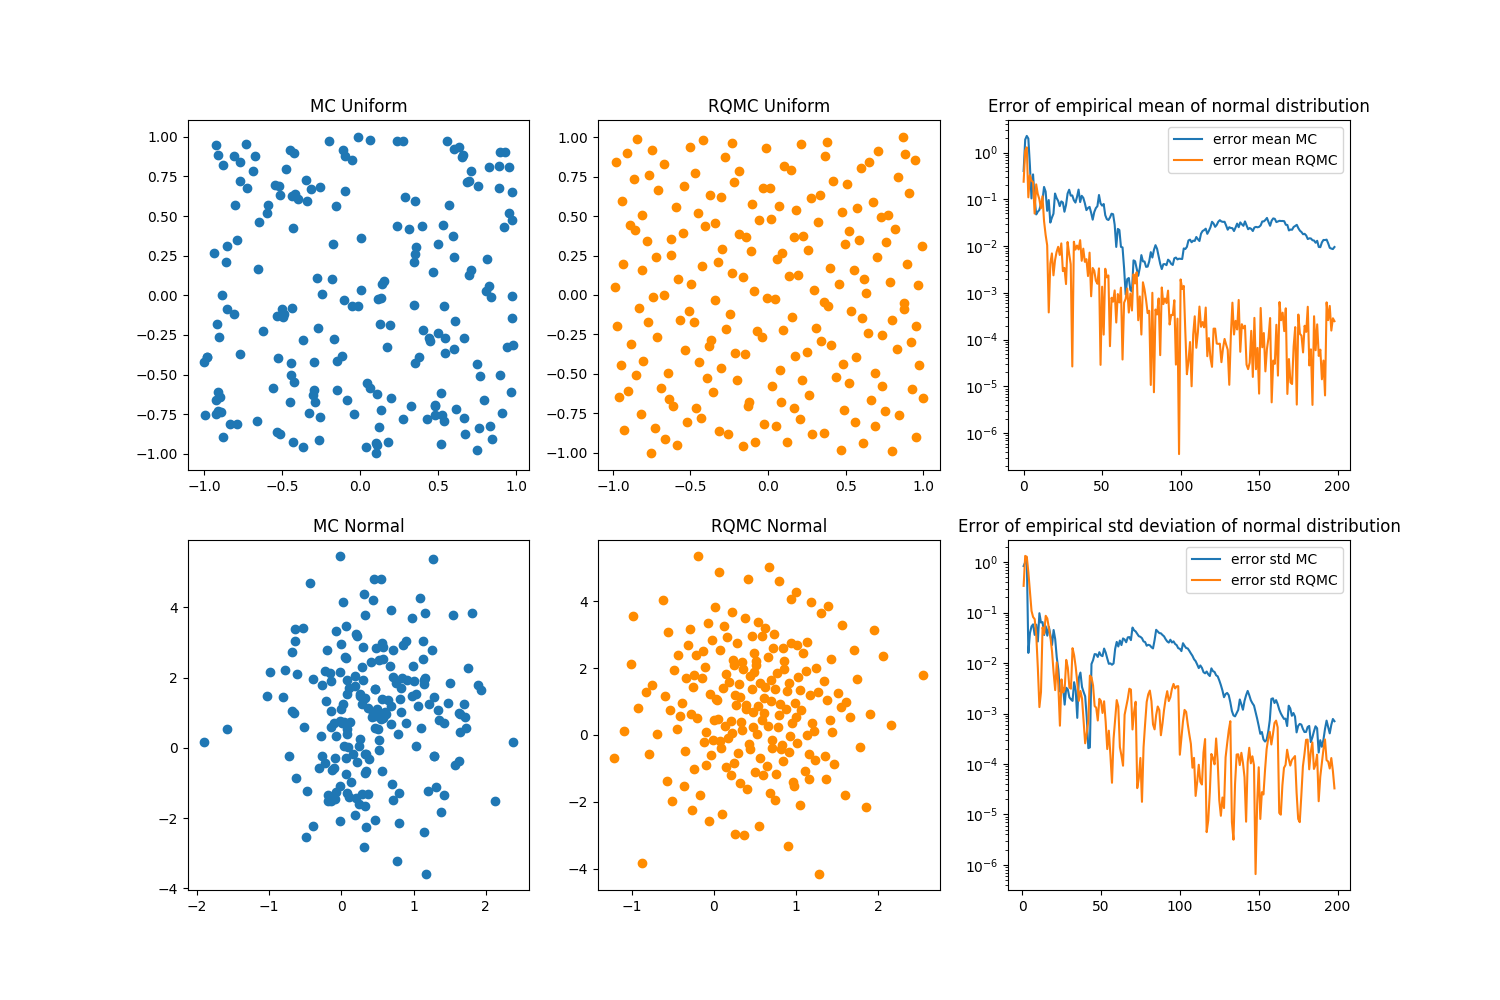 MC Uniform
1.00
0.75
0.50
0.25
0.00
−0.25
−0.50
−0.75
−1.00
−1.0 −0.5 0.0 0.5 1.0
RQMC Uniform
1.00
0.75
0.50
0.25
0.00
−0.25
−0.50
−0.75
−1.00
−1.0 −0.5 0.0 0.5 1.0
Error of empirical mean of normal distribution
error mean MC
error mean RQMC
10⁰
10⁻¹
10⁻²
10⁻³
10⁻⁴
10⁻⁵
10⁻⁶
0 50 100 150 200
MC Normal
4
2
0
−2
−4
−2 −1 0 1 2
RQMC Normal
4
2
0
−2
−4
−1 0 1 2
Error of empirical std deviation of normal distribution
error std MC
error std RQMC
10⁰
10⁻¹
10⁻²
10⁻³
10⁻⁴
10⁻⁵
10⁻⁶
0 50 100 150 200